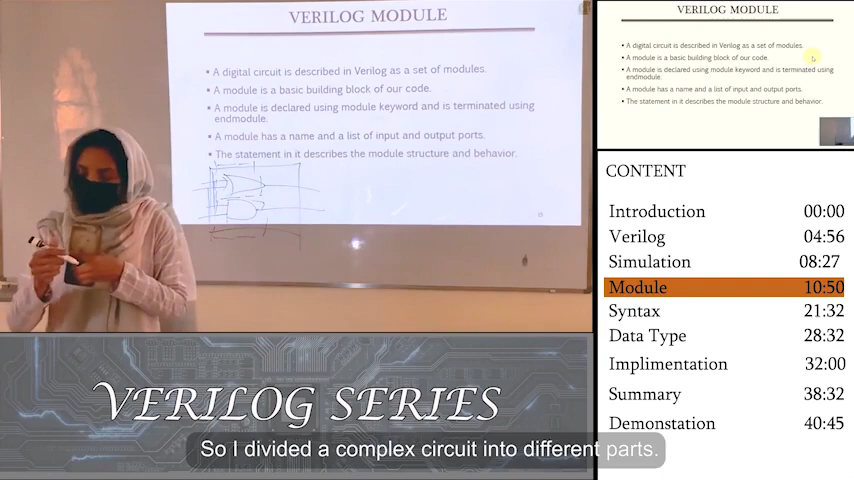 VERILOG MODULE
• A digital circuit is described in Verilog as a set of modules.
• A module is a basic building block of our code.
• A module is declared using module keyword and is terminated using
endmodule.
• A module has a name and a list of input and output ports.
• The statement in it describes the module structure and behavior.
VERILOG SERIES
So I divided a complex circuit into different parts.
VERILOG MODULE
• A digital circuit is described in Verilog as a set of modules.
• A module is a basic building block of our code.
• A module is declared using module keyword and is terminated using
endmodule.
• A module has a name and a list of input and output ports.
• The statement in it describes the module structure and behavior.
CONTENT
Introduction 00:00
Verilog 04:56
Simulation 08:27
Module 10:50
Syntax 21:32
Data Type 28:32
Implimentation 32:00
Summary 38:32
Demonstation 40:45